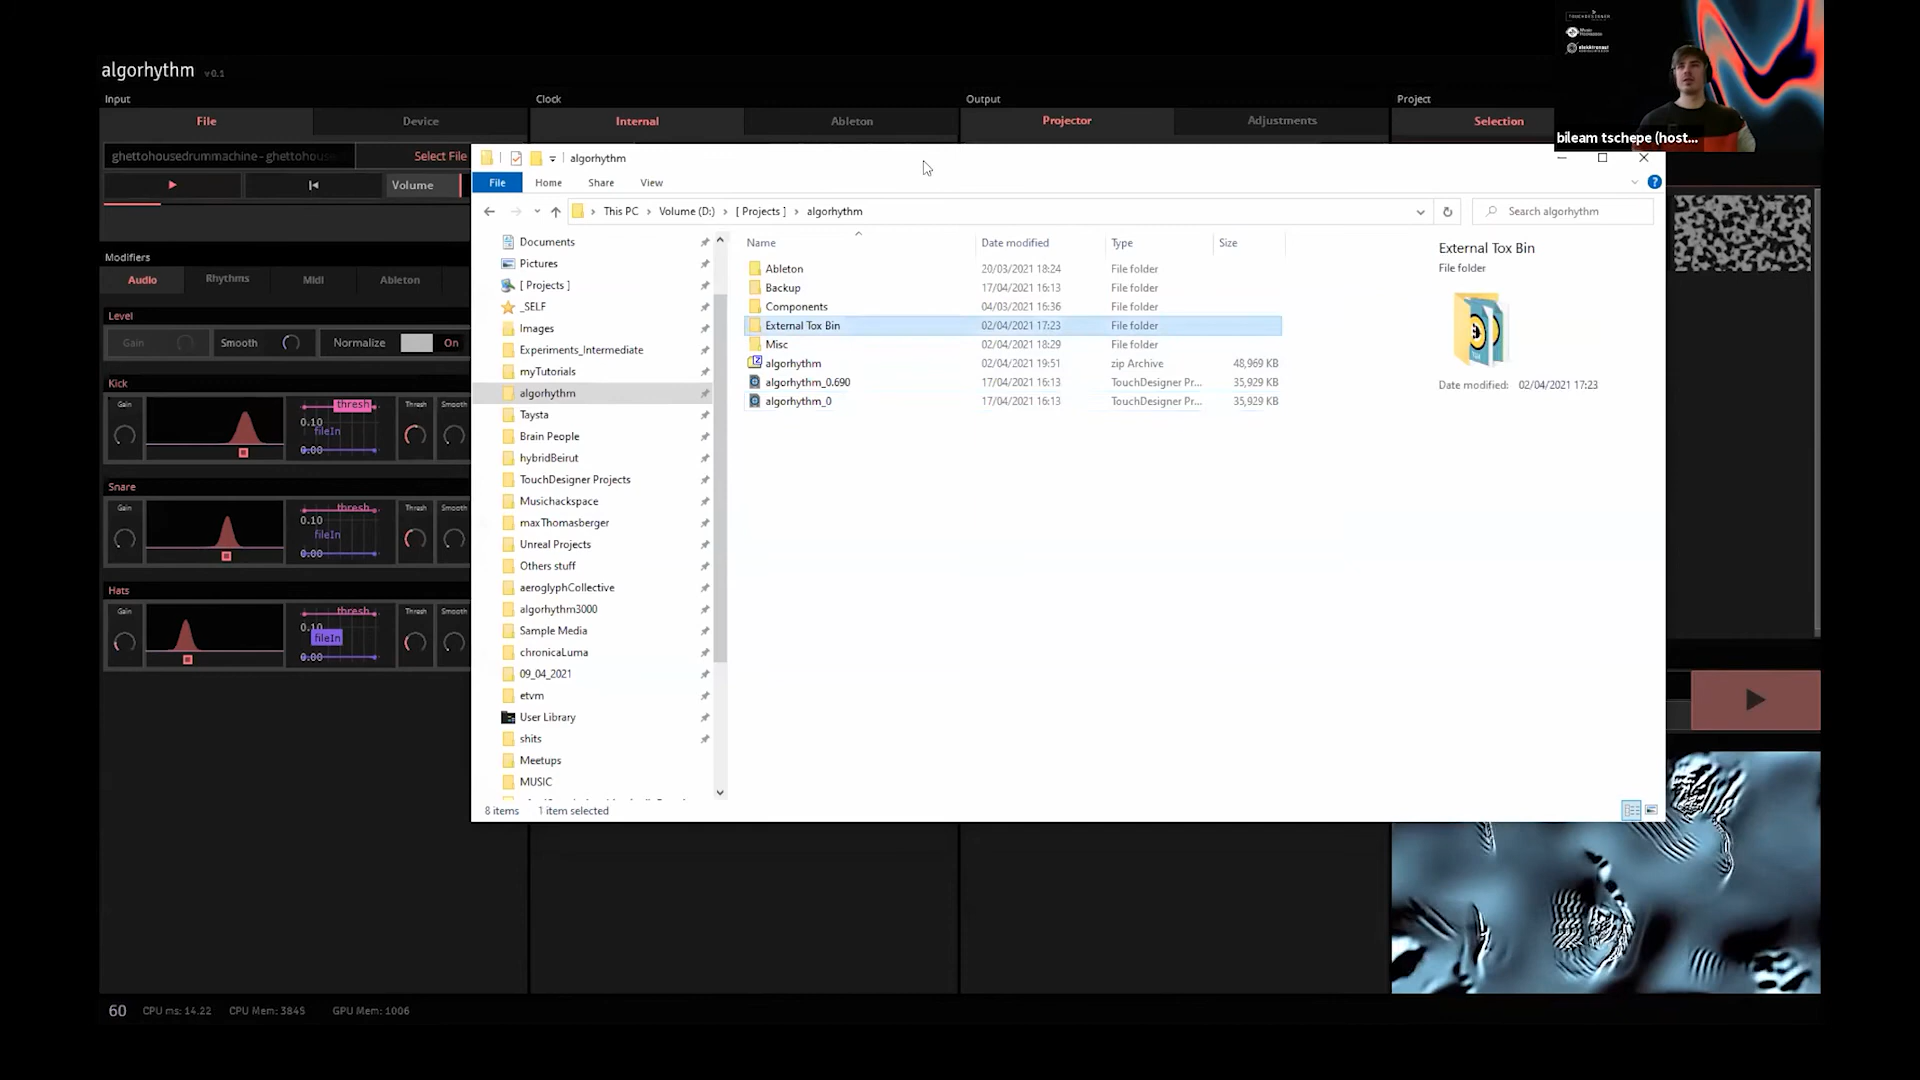 algorhythm v 0.1
TOUCHDESIGNER
elektronaut
bileam tschepe (host...
Input
Clock
Output
Project
File
Device
Internal
Ableton
Projector
Adjustments
Selection
ghettohousedrummachine - ghettohouse
Select File
Volume
Modifiers
Audio
Rhythms
Midi
Ableton
Level
Gain
Smooth
Normalize
On
Kick
Gain
thresh
0.10
fileIn
0.00
Thresh
Smooth
Snare
Gain
thresh
0.10
fileIn
0.00
Thresh
Smooth
Hats
Gain
thresh
0.10
fileIn
0.00
Thresh
Smooth
60
CPU ms: 14.22
CPU Mem: 3845
GPU Mem: 1006
algorhythm
File
Home
Share
View
This PC
Volume (D:)
[ Projects ]
algorhythm
Search algorhythm
Documents
Pictures
[ Projects ]
_SELF
Images
Experiments_Intermediate
myTutorials
algorhythm
Taysta
Brain People
hybridBeirut
TouchDesigner Projects
Musichackspace
maxThomasberger
Unreal Projects
Others stuff
aeroglyphCollective
algorhythm3000
Sample Media
chronicaLuma
09_04_2021
etvm
User Library
shits
Meetups
MUSIC
Name Date modified Type Size
Ableton 20/03/2021 18:24 File folder
Backup 17/04/2021 16:13 File folder
Components 04/03/2021 16:36 File folder
External Tox Bin 02/04/2021 17:23 File folder
Misc 02/04/2021 18:29 File folder
algorhythm 02/04/2021 19:51 zip Archive 48,969 KB
algorhythm_0.690 17/04/2021 16:13 TouchDesigner Pr... 35,929 KB
algorhythm_0 17/04/2021 16:13 TouchDesigner Pr... 35,929 KB
External Tox Bin
File folder
Date modified: 02/04/2021 17:23
8 items
1 item selected